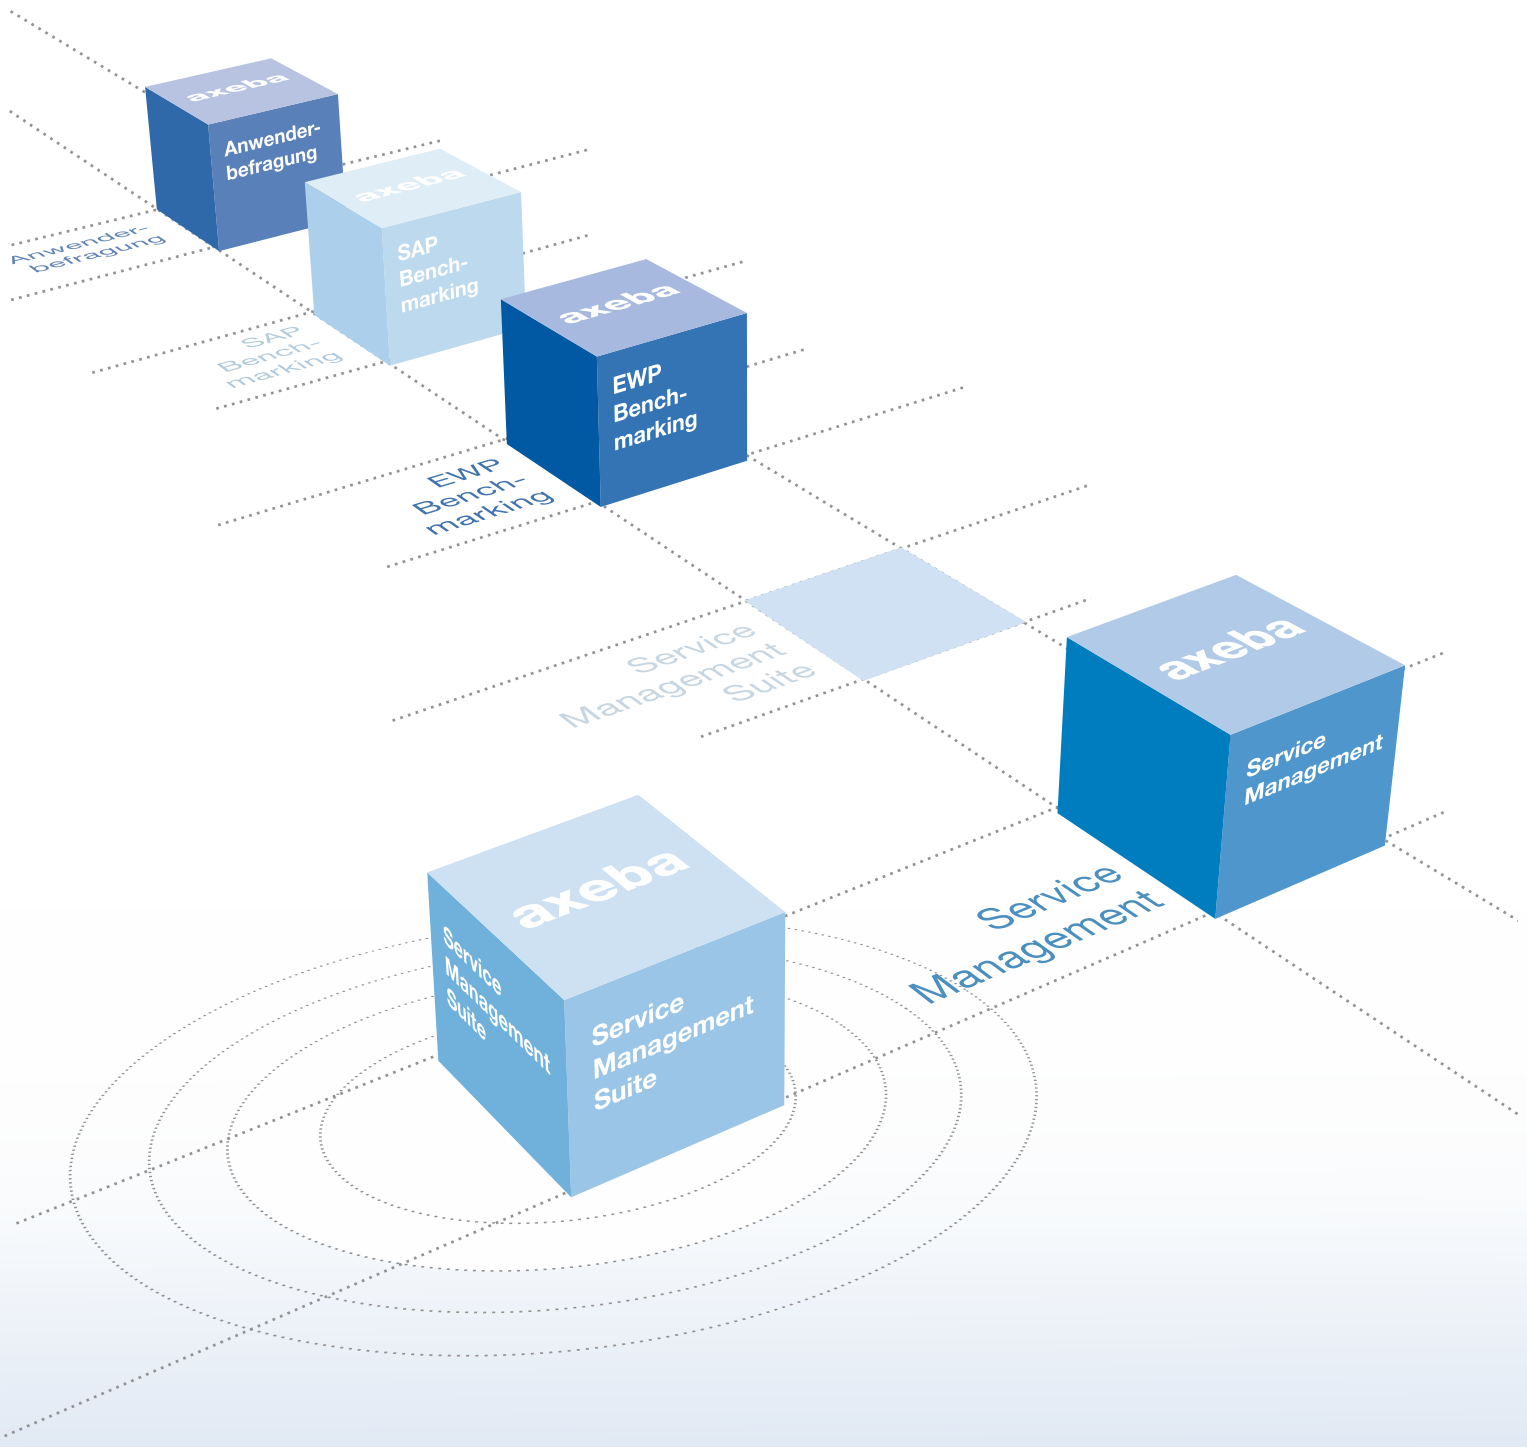 axeba
Anwender-
befragung
Anwender-
befragung
axeba
SAP
Bench-
marking
SAP
Bench-
marking
axeba
EWP
Bench-
marking
EWP
Bench-
marking
Service
Management
Suite
axeba
Service
Management
Service
Management
axeba
Service
Management
Suite
Service
Management
Suite